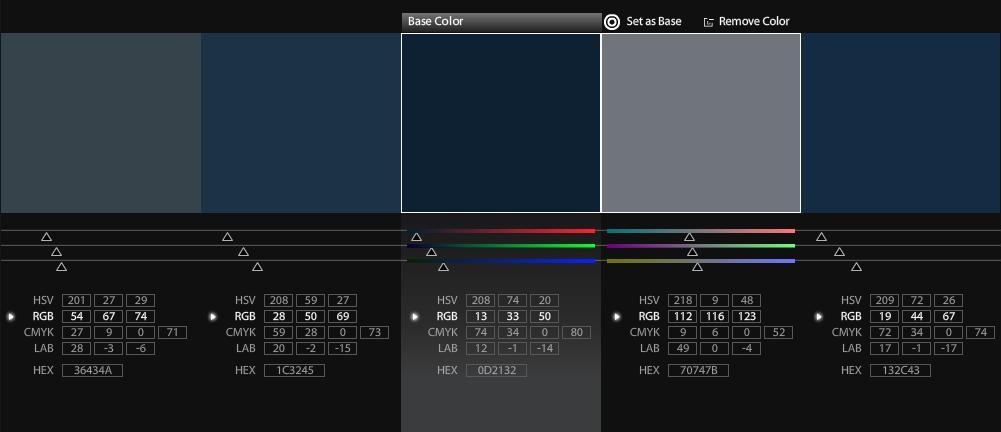 Base Color
Set as Base
Remove Color
HSV 201 27 29
RGB 54 67 74
CMYK 27 9 0 71
LAB 28 -3 -6
HEX 36434A
HSV 208 59 27
RGB 28 50 69
CMYK 59 28 0 73
LAB 20 -2 -15
HEX 1C3245
HSV 208 74 20
RGB 13 33 50
CMYK 74 34 0 80
LAB 12 -1 -14
HEX 0D2132
HSV 218 9 48
RGB 112 116 123
CMYK 9 6 0 52
LAB 49 0 -4
HEX 70747B
HSV 209 72 26
RGB 19 44 67
CMYK 72 34 0 74
LAB 17 -1 -17
HEX 132C43